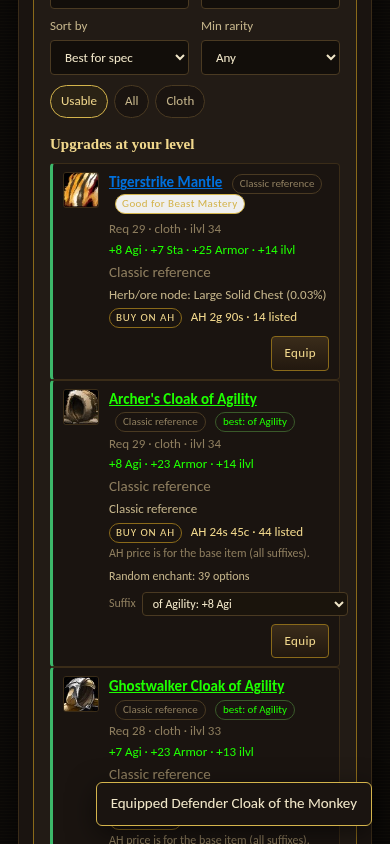 Sort by
Min rarity
Best for spec
Any
Usable
All
Cloth
Upgrades at your level
Tigerstrike Mantle
Classic reference
Good for Beast Mastery
Req 29 · cloth · ilvl 34
+8 Agi · +7 Sta · +25 Armor · +14 ilvl
Classic reference
Herb/ore node: Large Solid Chest (0.03%)
BUY ON AH AH 2g 90s · 14 listed
Equip
Archer's Cloak of Agility
Classic reference
best: of Agility
Req 29 · cloth · ilvl 34
+8 Agi · +23 Armor · +14 ilvl
Classic reference
Classic reference
BUY ON AH AH 24s 45c · 44 listed
AH price is for the base item (all suffixes).
Random enchant: 39 options
Suffix of Agility: +8 Agi
Equip
Ghostwalker Cloak of Agility
Classic reference
best: of Agility
Req 28 · cloth · ilvl 33
+7 Agi · +23 Armor · +13 ilvl
Classic reference
Equipped Defender Cloak of the Monkey
AH price is for the base item (all suffixes).